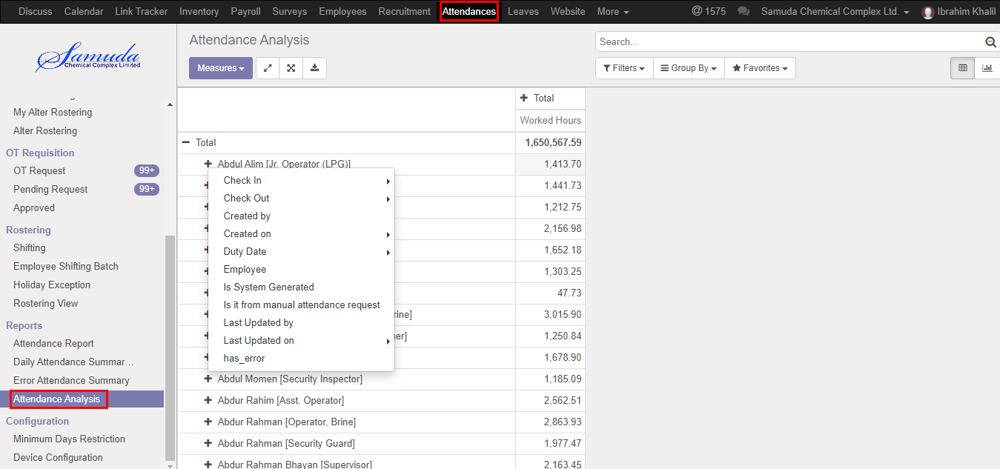 Discuss Calendar Link Tracker Inventory Payroll Surveys Employees Recruitment Attendances Leaves Website More @ 1575 Samuda Chemical Complex Ltd. Ibrahim Khalil
Samuda
Chemical Complex Limited
My Alter Rostering
Alter Rostering
OT Requisition
OT Request 99+
Pending Request 99+
Approved
Rostering
Shifting
Employee Shifting Batch
Holiday Exception
Rostering View
Reports
Attendance Report
Daily Attendance Summar...
Error Attendance Summary
Attendance Analysis
Configuration
Minimum Days Restriction
Device Configuration
Attendance Analysis
Search...
Measures
Filters Group By Favorites
Total
Worked Hours
Total 1,650,567.59
Abdul Alim [Jr. Operator (LPG)] 1,413.70
1,441.73
1,212.75
2,156.98
1,652.18
1,303.25
47.73
rine] 3,015.90
er] 1,250.84
1,678.90
Check In
Check Out
Created by
Created on
Duty Date
Employee
Is System Generated
Is it from manual attendance request
Last Updated by
Last Updated on
has_error
Abdul Momen [Security Inspector] 1,185.09
Abdur Rahim [Asst. Operator] 2,562.51
Abdur Rahman [Operator, Brine] 2,863.93
Abdur Rahman [Security Guard] 1,977.47
Abdur Rahman Bhayan [Supervisor] 2,163.45